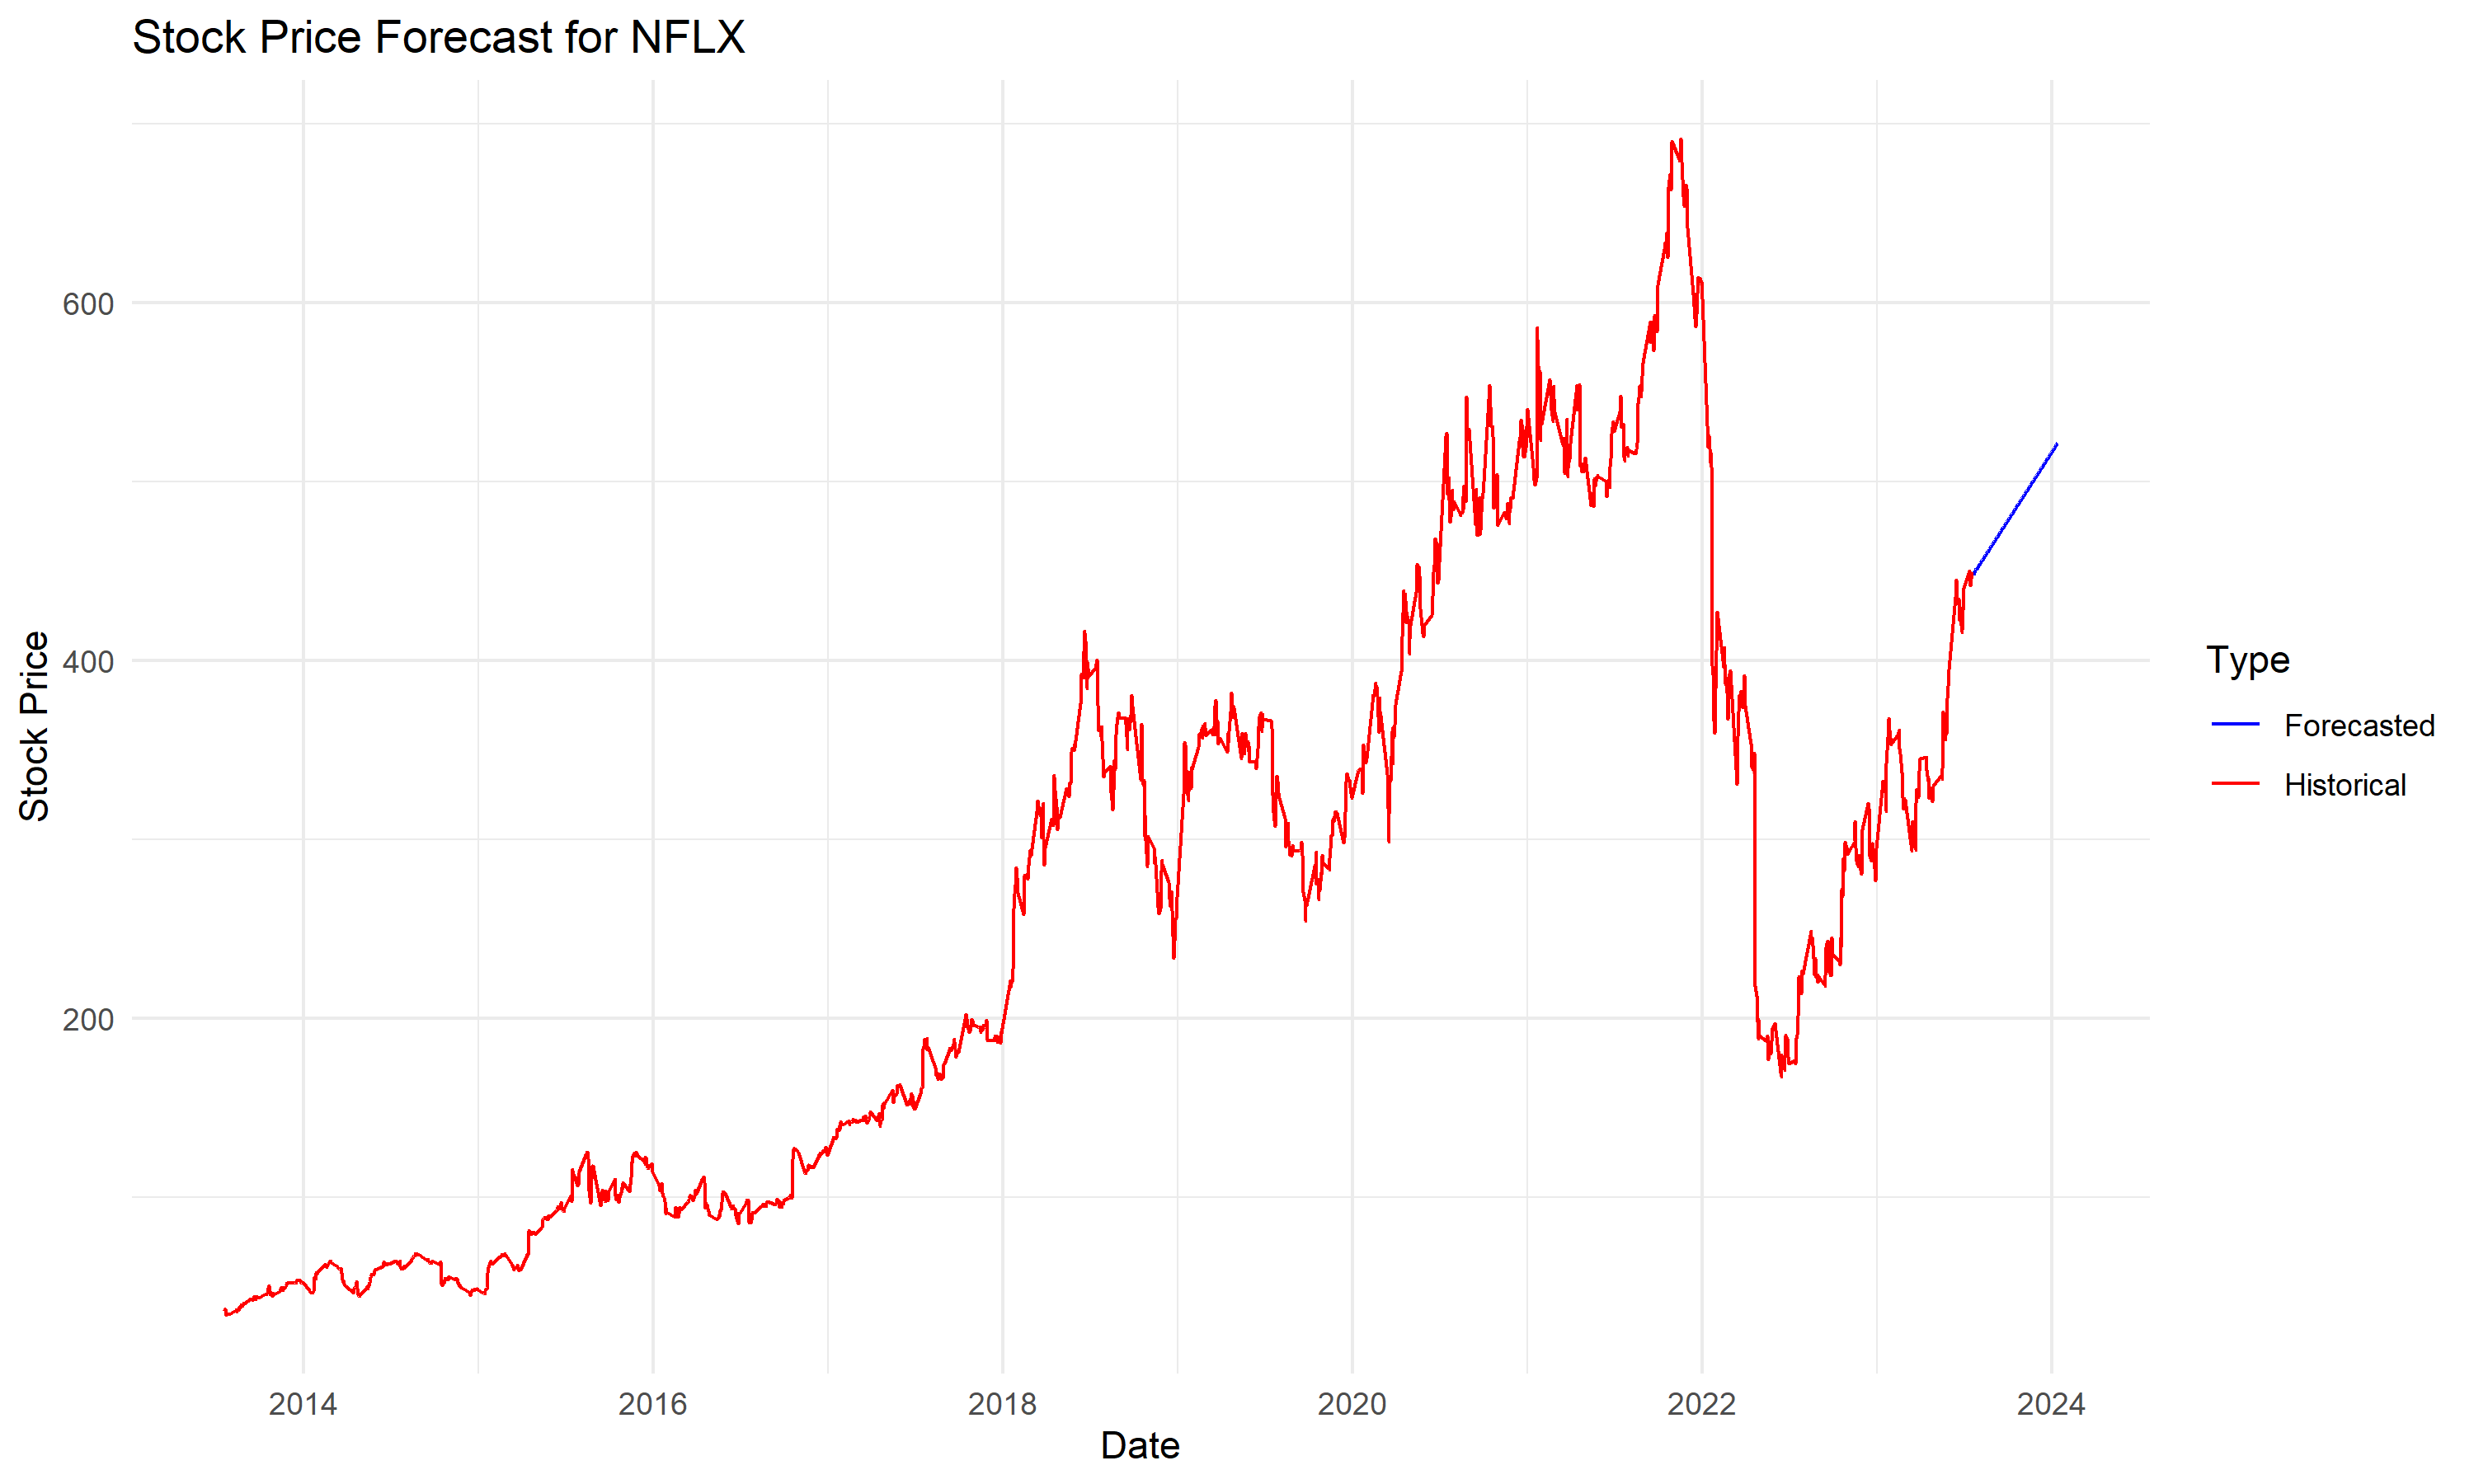 Stock Price Forecast for NFLX
600
400
200
Stock Price
2014 2016 2018 2020 2022 2024
Date
Type
Forecasted
Historical